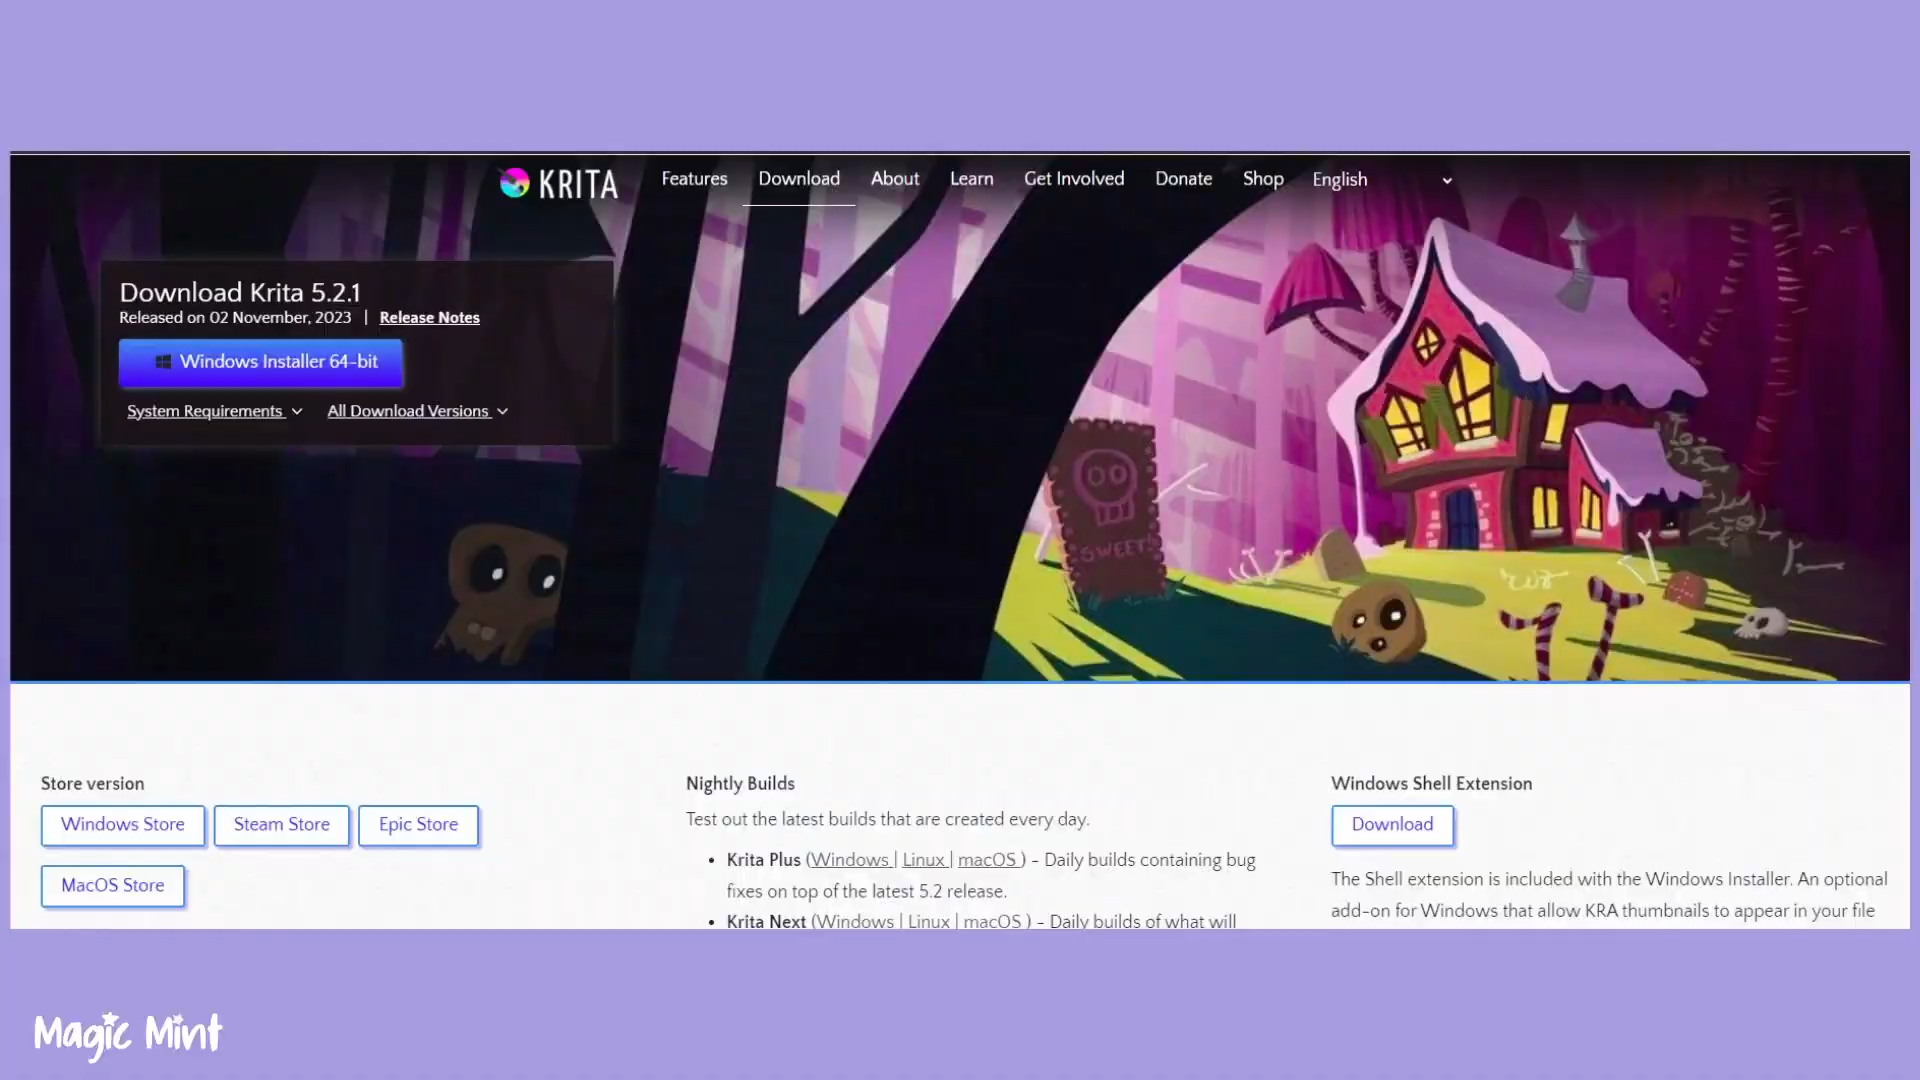 KRITA
Features
Download
About
Learn
Get Involved
Donate
Shop
English
Download Krita 5.2.1
Released on 02 November, 2023 | Release Notes
Windows Installer 64-bit
System Requirements
All Download Versions
SWEET
Store version
Windows Store
Steam Store
Epic Store
MacOS Store
Nightly Builds
Test out the latest builds that are created every day.
• Krita Plus (Windows | Linux | macOS ) - Daily builds containing bug
fixes on top of the latest 5.2 release.
• Krita Next (Windows | Linux | macOS ) - Daily builds of what will
Windows Shell Extension
Download
The Shell extension is included with the Windows Installer. An optional
add-on for Windows that allow KRA thumbnails to appear in your file
Magic Mint